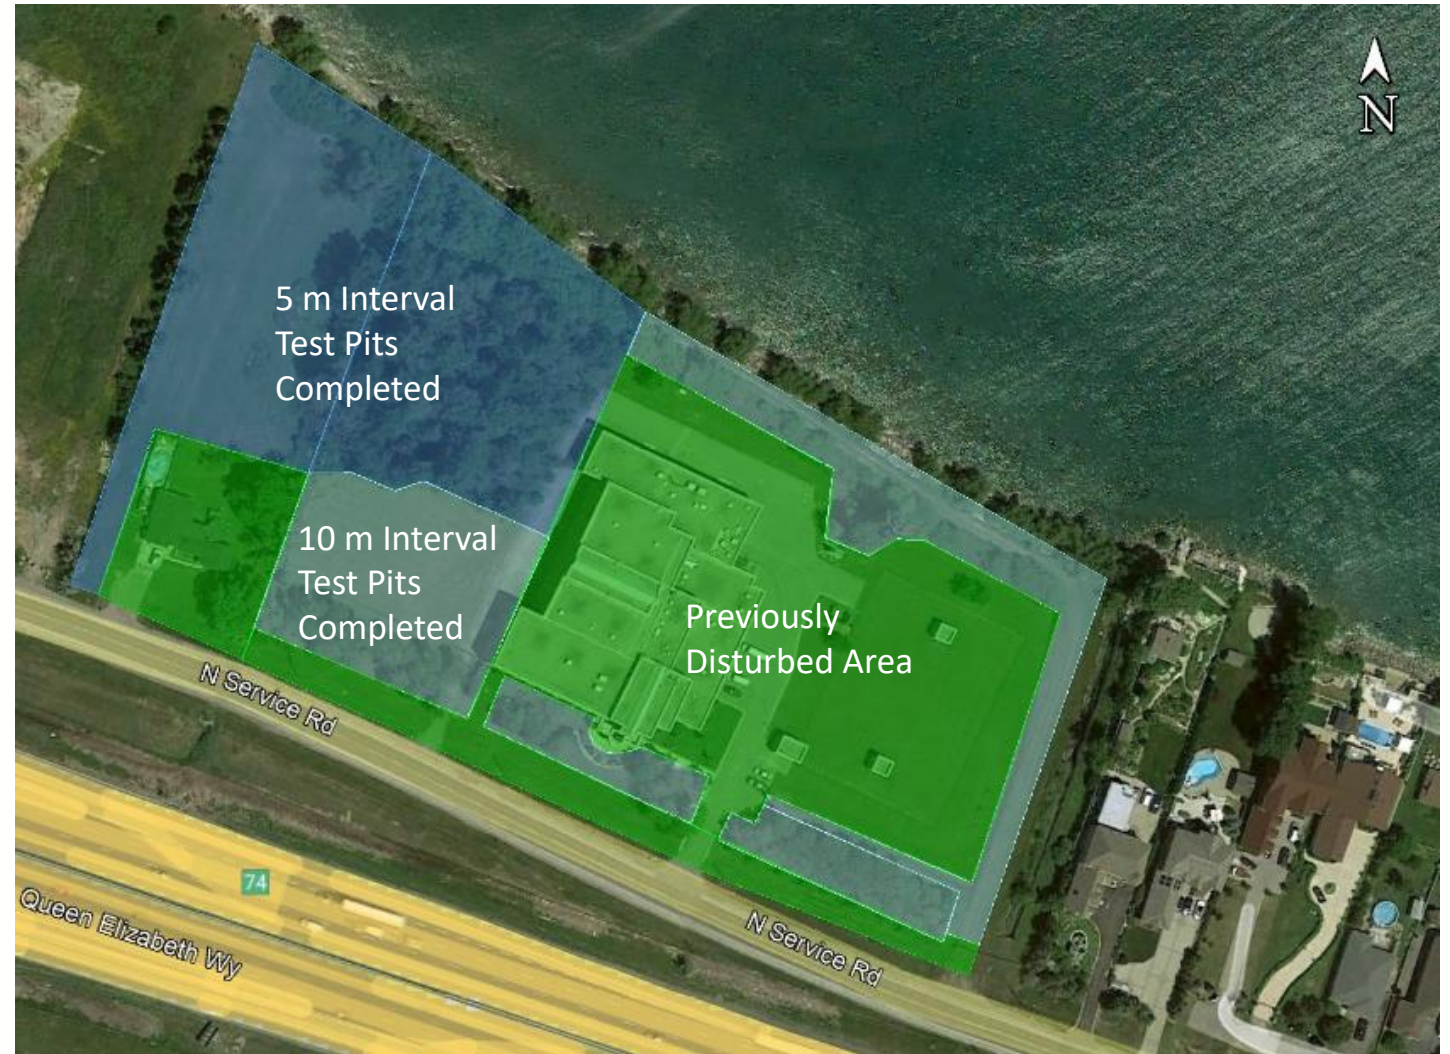 N
5 m Interval
Test Pits
Completed
10 m Interval
Test Pits
Completed
Previously
Disturbed Area
N Service Rd
N Service Rd
74
Queen Elizabeth Wy